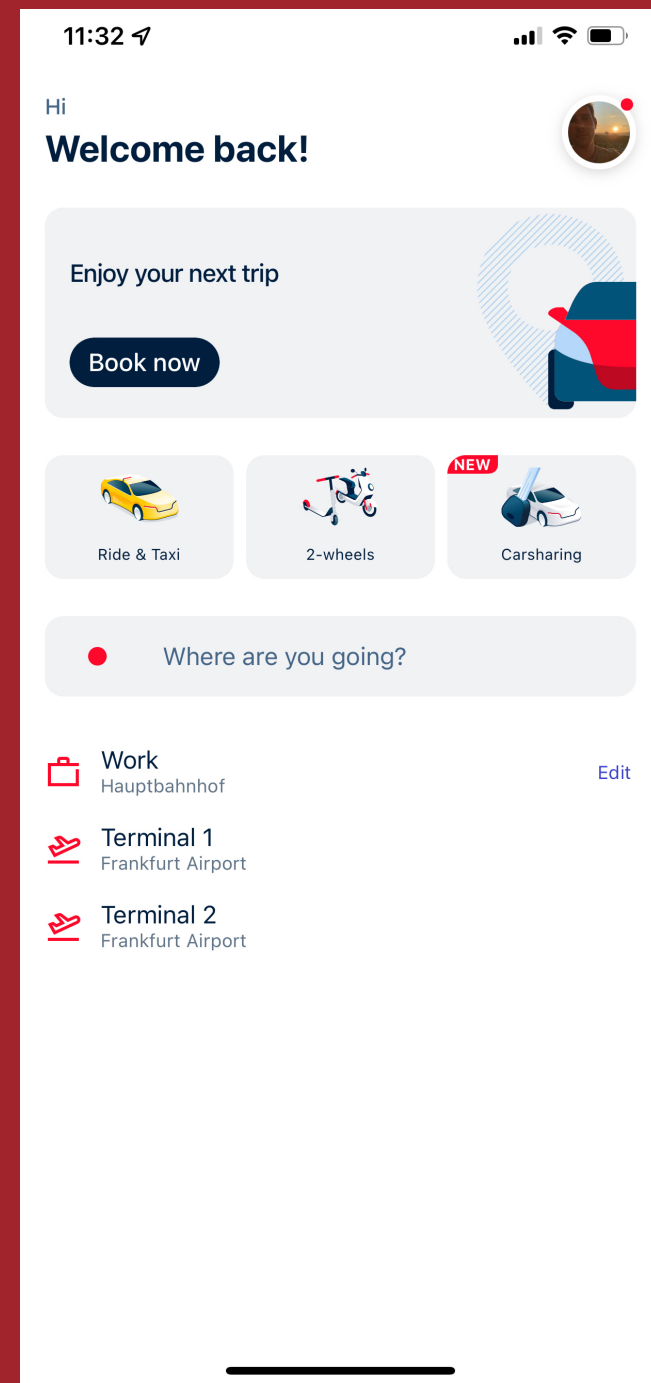 11:32
Hi
Welcome back!
Enjoy your next trip
Book now
NEW
Ride & Taxi
2-wheels
Carsharing
Where are you going?
Work
Hauptbahnhof
Edit
Terminal 1
Frankfurt Airport
Terminal 2
Frankfurt Airport